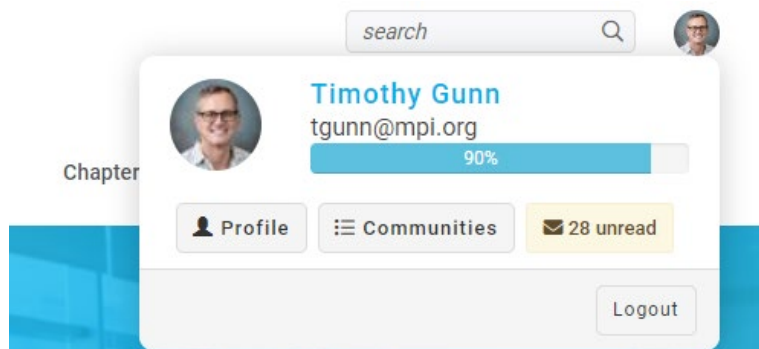 search
Timothy Gunn
tgunn@mpi.org
90%
Chapter
Profile
Communities
28 unread
Logout